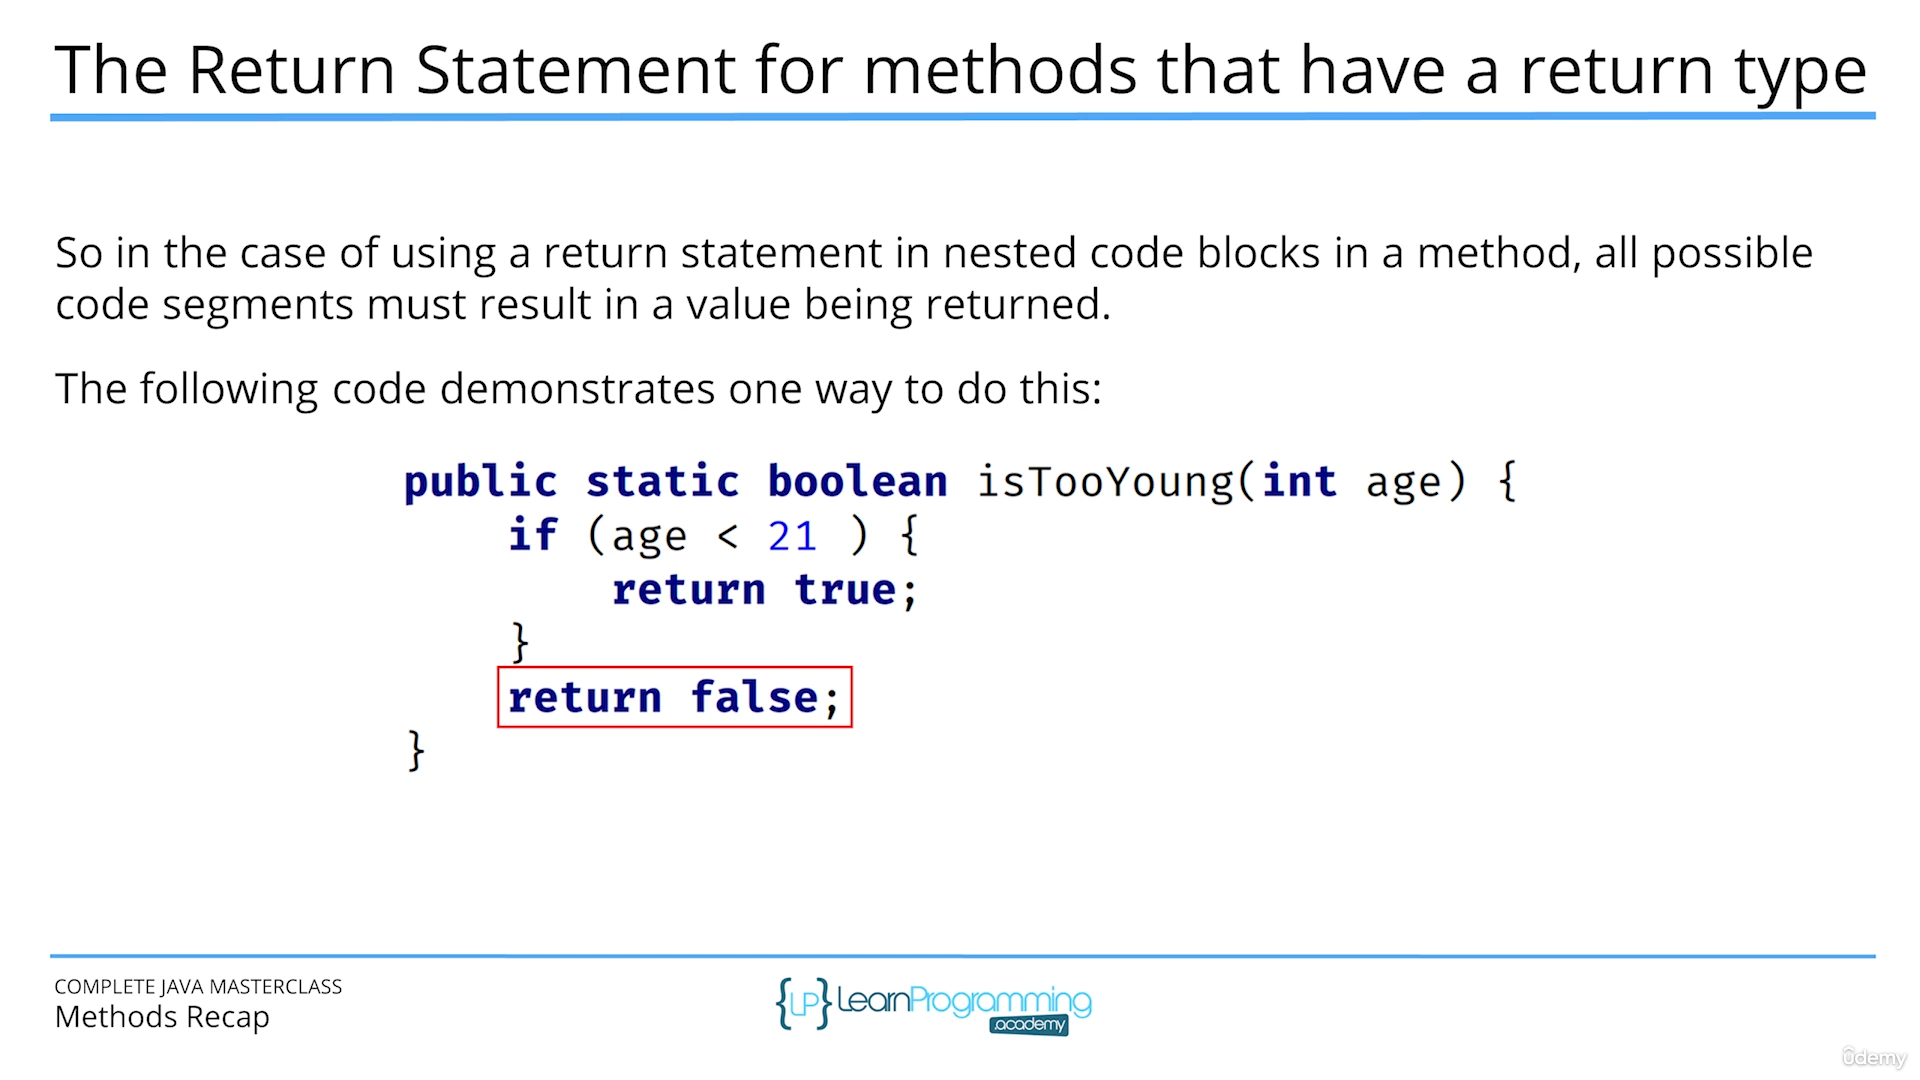 The Return Statement for methods that have a return type
So in the case of using a return statement in nested code blocks in a method, all possible
code segments must result in a value being returned.
The following code demonstrates one way to do this:
public static boolean isTooYoung(int age) {
    if (age < 21 ) {
        return true;
    }
    return false;
}
COMPLETE JAVA MASTERCLASS
Methods Recap
{LP} LearnProgramming
.academy
ûdemy